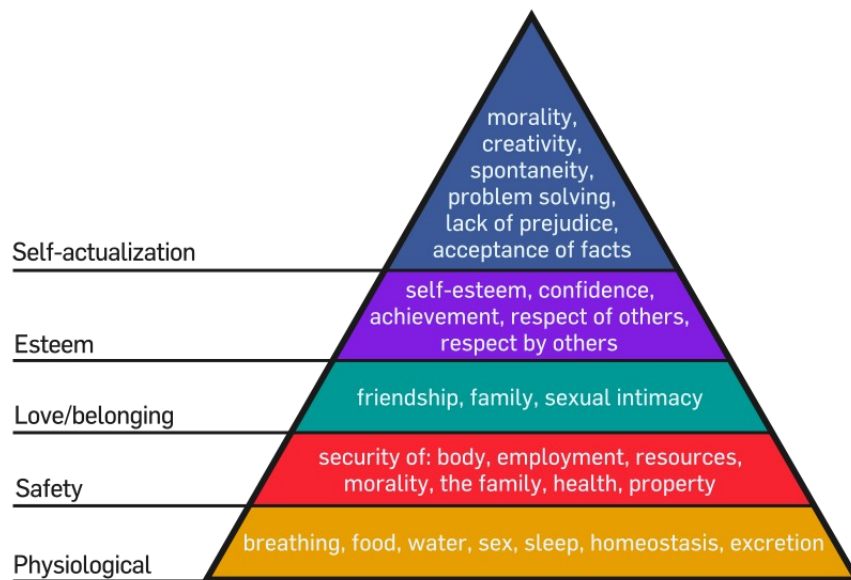 morality,
creativity,
spontaneity,
problem solving,
lack of prejudice,
acceptance of facts
Self-actualization
self-esteem, confidence,
achievement, respect of others,
respect by others
Esteem
friendship, family, sexual intimacy
Love/belonging
security of: body, employment, resources,
morality, the family, health, property
Safety
breathing, food, water, sex, sleep, homeostasis, excretion
Physiological